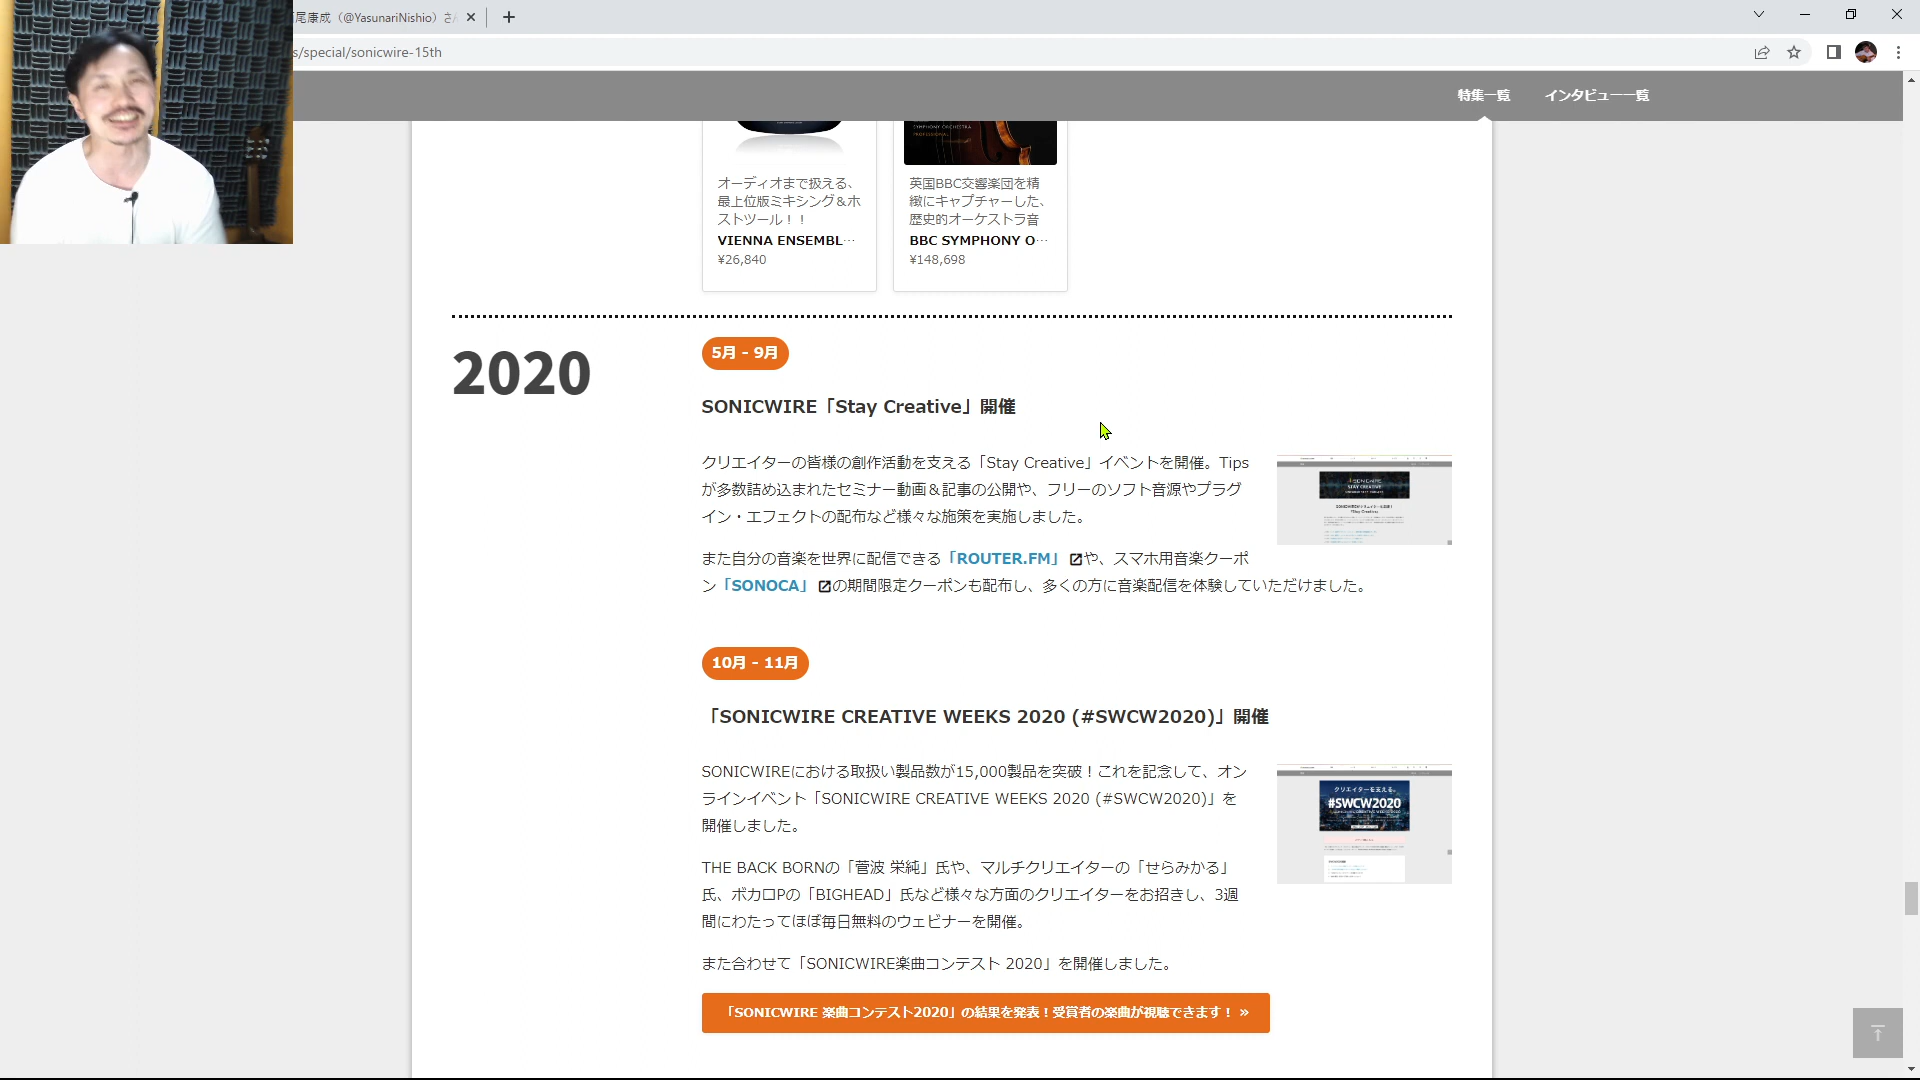 尾康成（@YasunariNishio）さ
s/special/sonicwire-15th
特集一覧 インタビュー一覧
SYMPHONY ORCHESTRA
PROFESSIONAL
オーディオまで扱える、
最上位版ミキシング＆ホ
ストツール！！
VIENNA ENSEMBL…
¥26,840
英国BBC交響楽団を精
緻にキャプチャーした、
歴史的オーケストラ音
BBC SYMPHONY O…
¥148,698
2020
5月 - 9月
SONICWIRE「Stay Creative」開催
クリエイターの皆様の創作活動を支える「Stay Creative」イベントを開催。Tips
が多数詰め込まれたセミナー動画＆記事の公開や、フリーのソフト音源やプラグ
イン・エフェクトの配布など様々な施策を実施しました。
SONICWIRE
STAY CREATIVE
また自分の音楽を世界に配信できる「ROUTER.FM」や、スマホ用音楽クーポ
ン「SONOCA」の期間限定クーポンも配布し、多くの方に音楽配信を体験していただけました。
10月 - 11月
「SONICWIRE CREATIVE WEEKS 2020 (#SWCW2020)」開催
SONICWIREにおける取扱い製品数が15,000製品を突破！これを記念して、オン
ラインイベント「SONICWIRE CREATIVE WEEKS 2020 (#SWCW2020)」を
開催しました。
クリエイターを支える。
#SWCW2020
THE BACK BORNの「菅波 栄純」氏や、マルチクリエイターの「せらみかる」
氏、ボカロPの「BIGHEAD」氏など様々な方面のクリエイターをお招きし、3週
間にわたってほぼ毎日無料のウェビナーを開催。
また合わせて「SONICWIRE楽曲コンテスト 2020」を開催しました。
「SONICWIRE 楽曲コンテスト2020」の結果を発表！受賞者の楽曲が視聴できます！ »